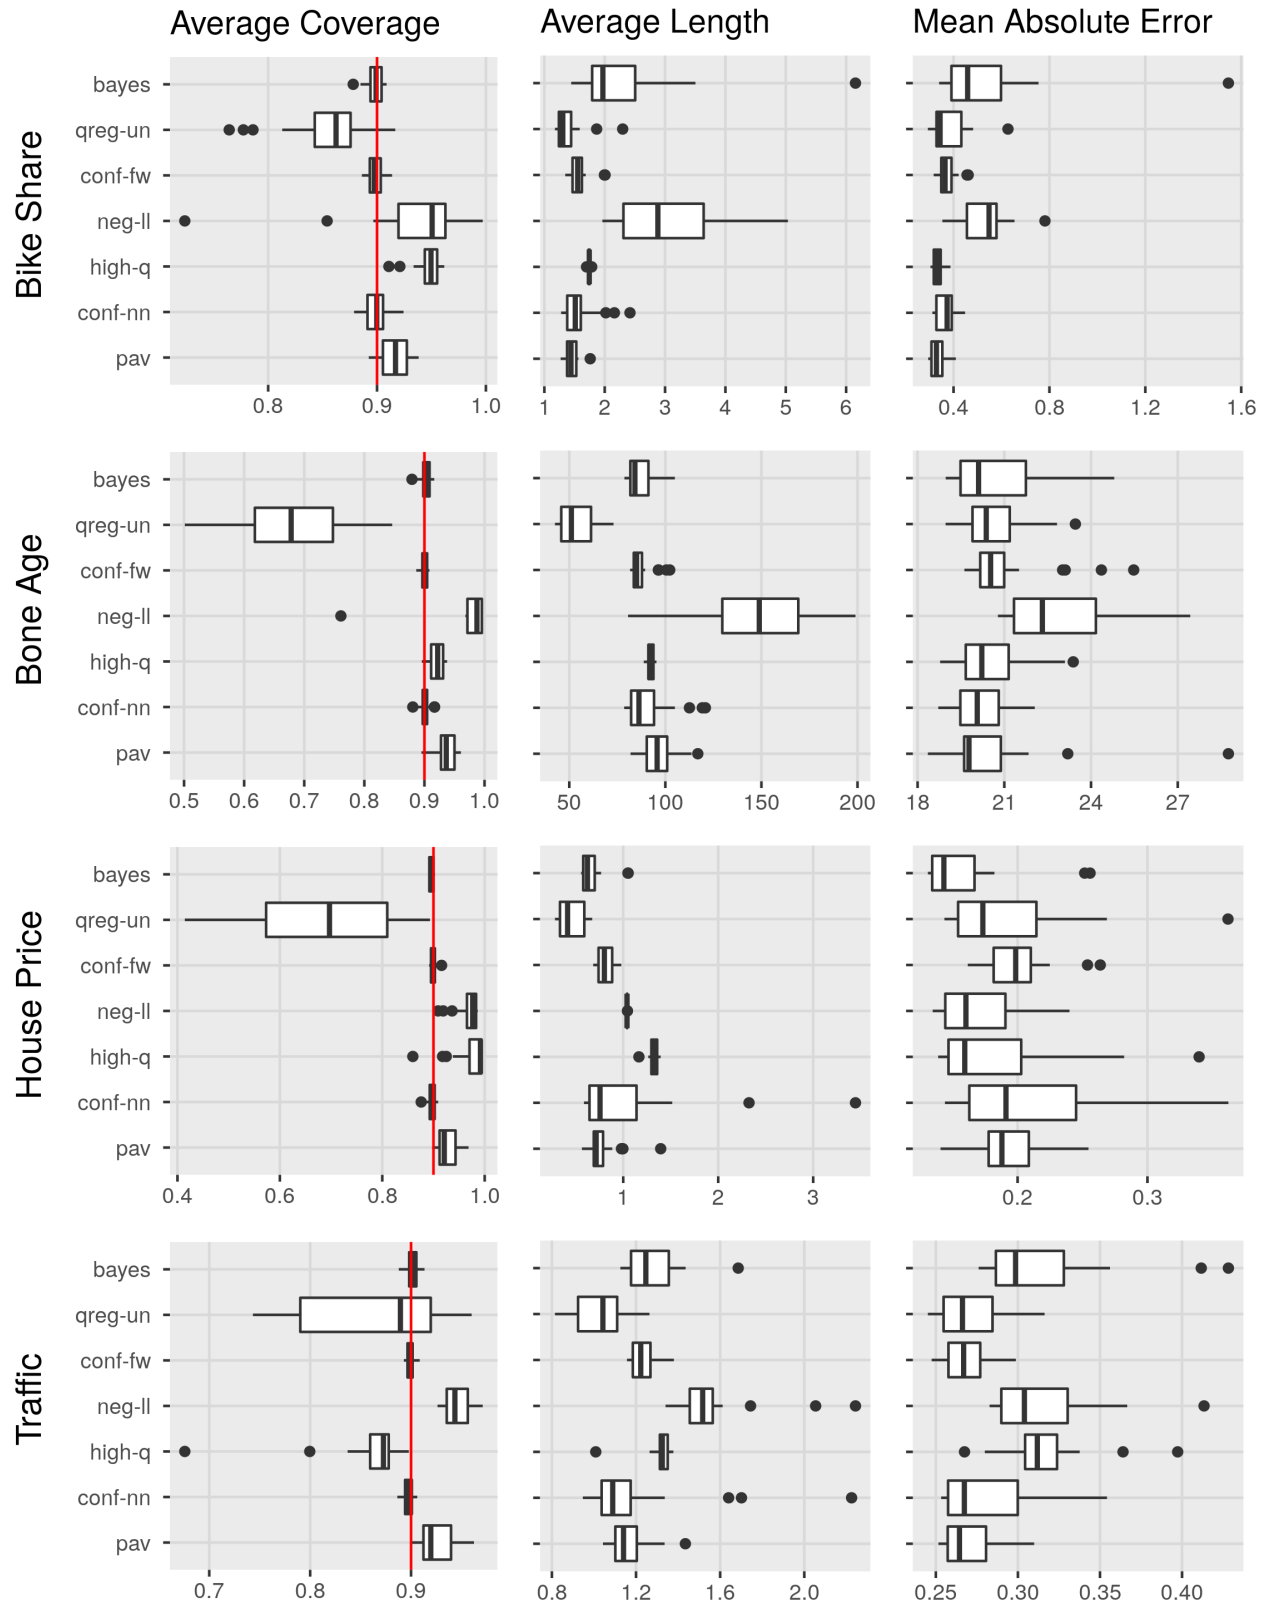 Average Coverage Average Length Mean Absolute Error
Bike Share
bayes
qreg-un
conf-fw
neg-ll
high-q
conf-nn
pav
0.8 0.9 1.0 1 2 3 4 5 6 0.4 0.8 1.2 1.6
Bone Age
bayes
qreg-un
conf-fw
neg-ll
high-q
conf-nn
pav
0.5 0.6 0.7 0.8 0.9 1.0 50 100 150 200 18 21 24 27
House Price
bayes
qreg-un
conf-fw
neg-ll
high-q
conf-nn
pav
0.4 0.6 0.8 1.0 1 2 3 0.2 0.3
Traffic
bayes
qreg-un
conf-fw
neg-ll
high-q
conf-nn
pav
0.7 0.8 0.9 0.8 1.2 1.6 2.0 0.25 0.30 0.35 0.40